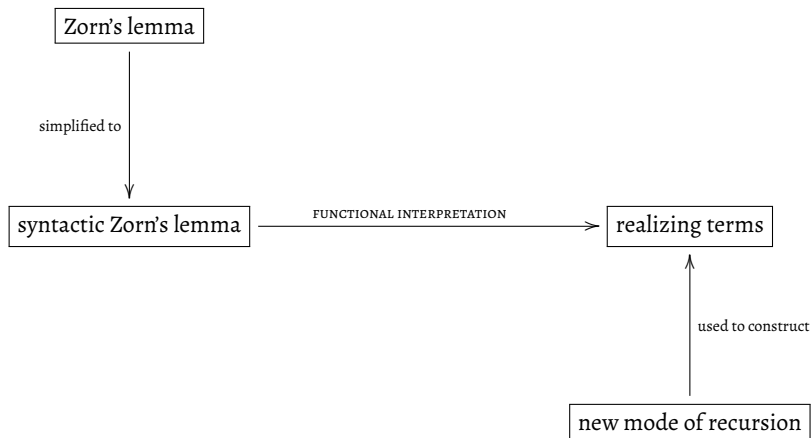 Zorn's lemma
simplified to
syntactic Zorn's lemma
FUNCTIONAL INTERPRETATION
realizing terms
used to construct
new mode of recursion